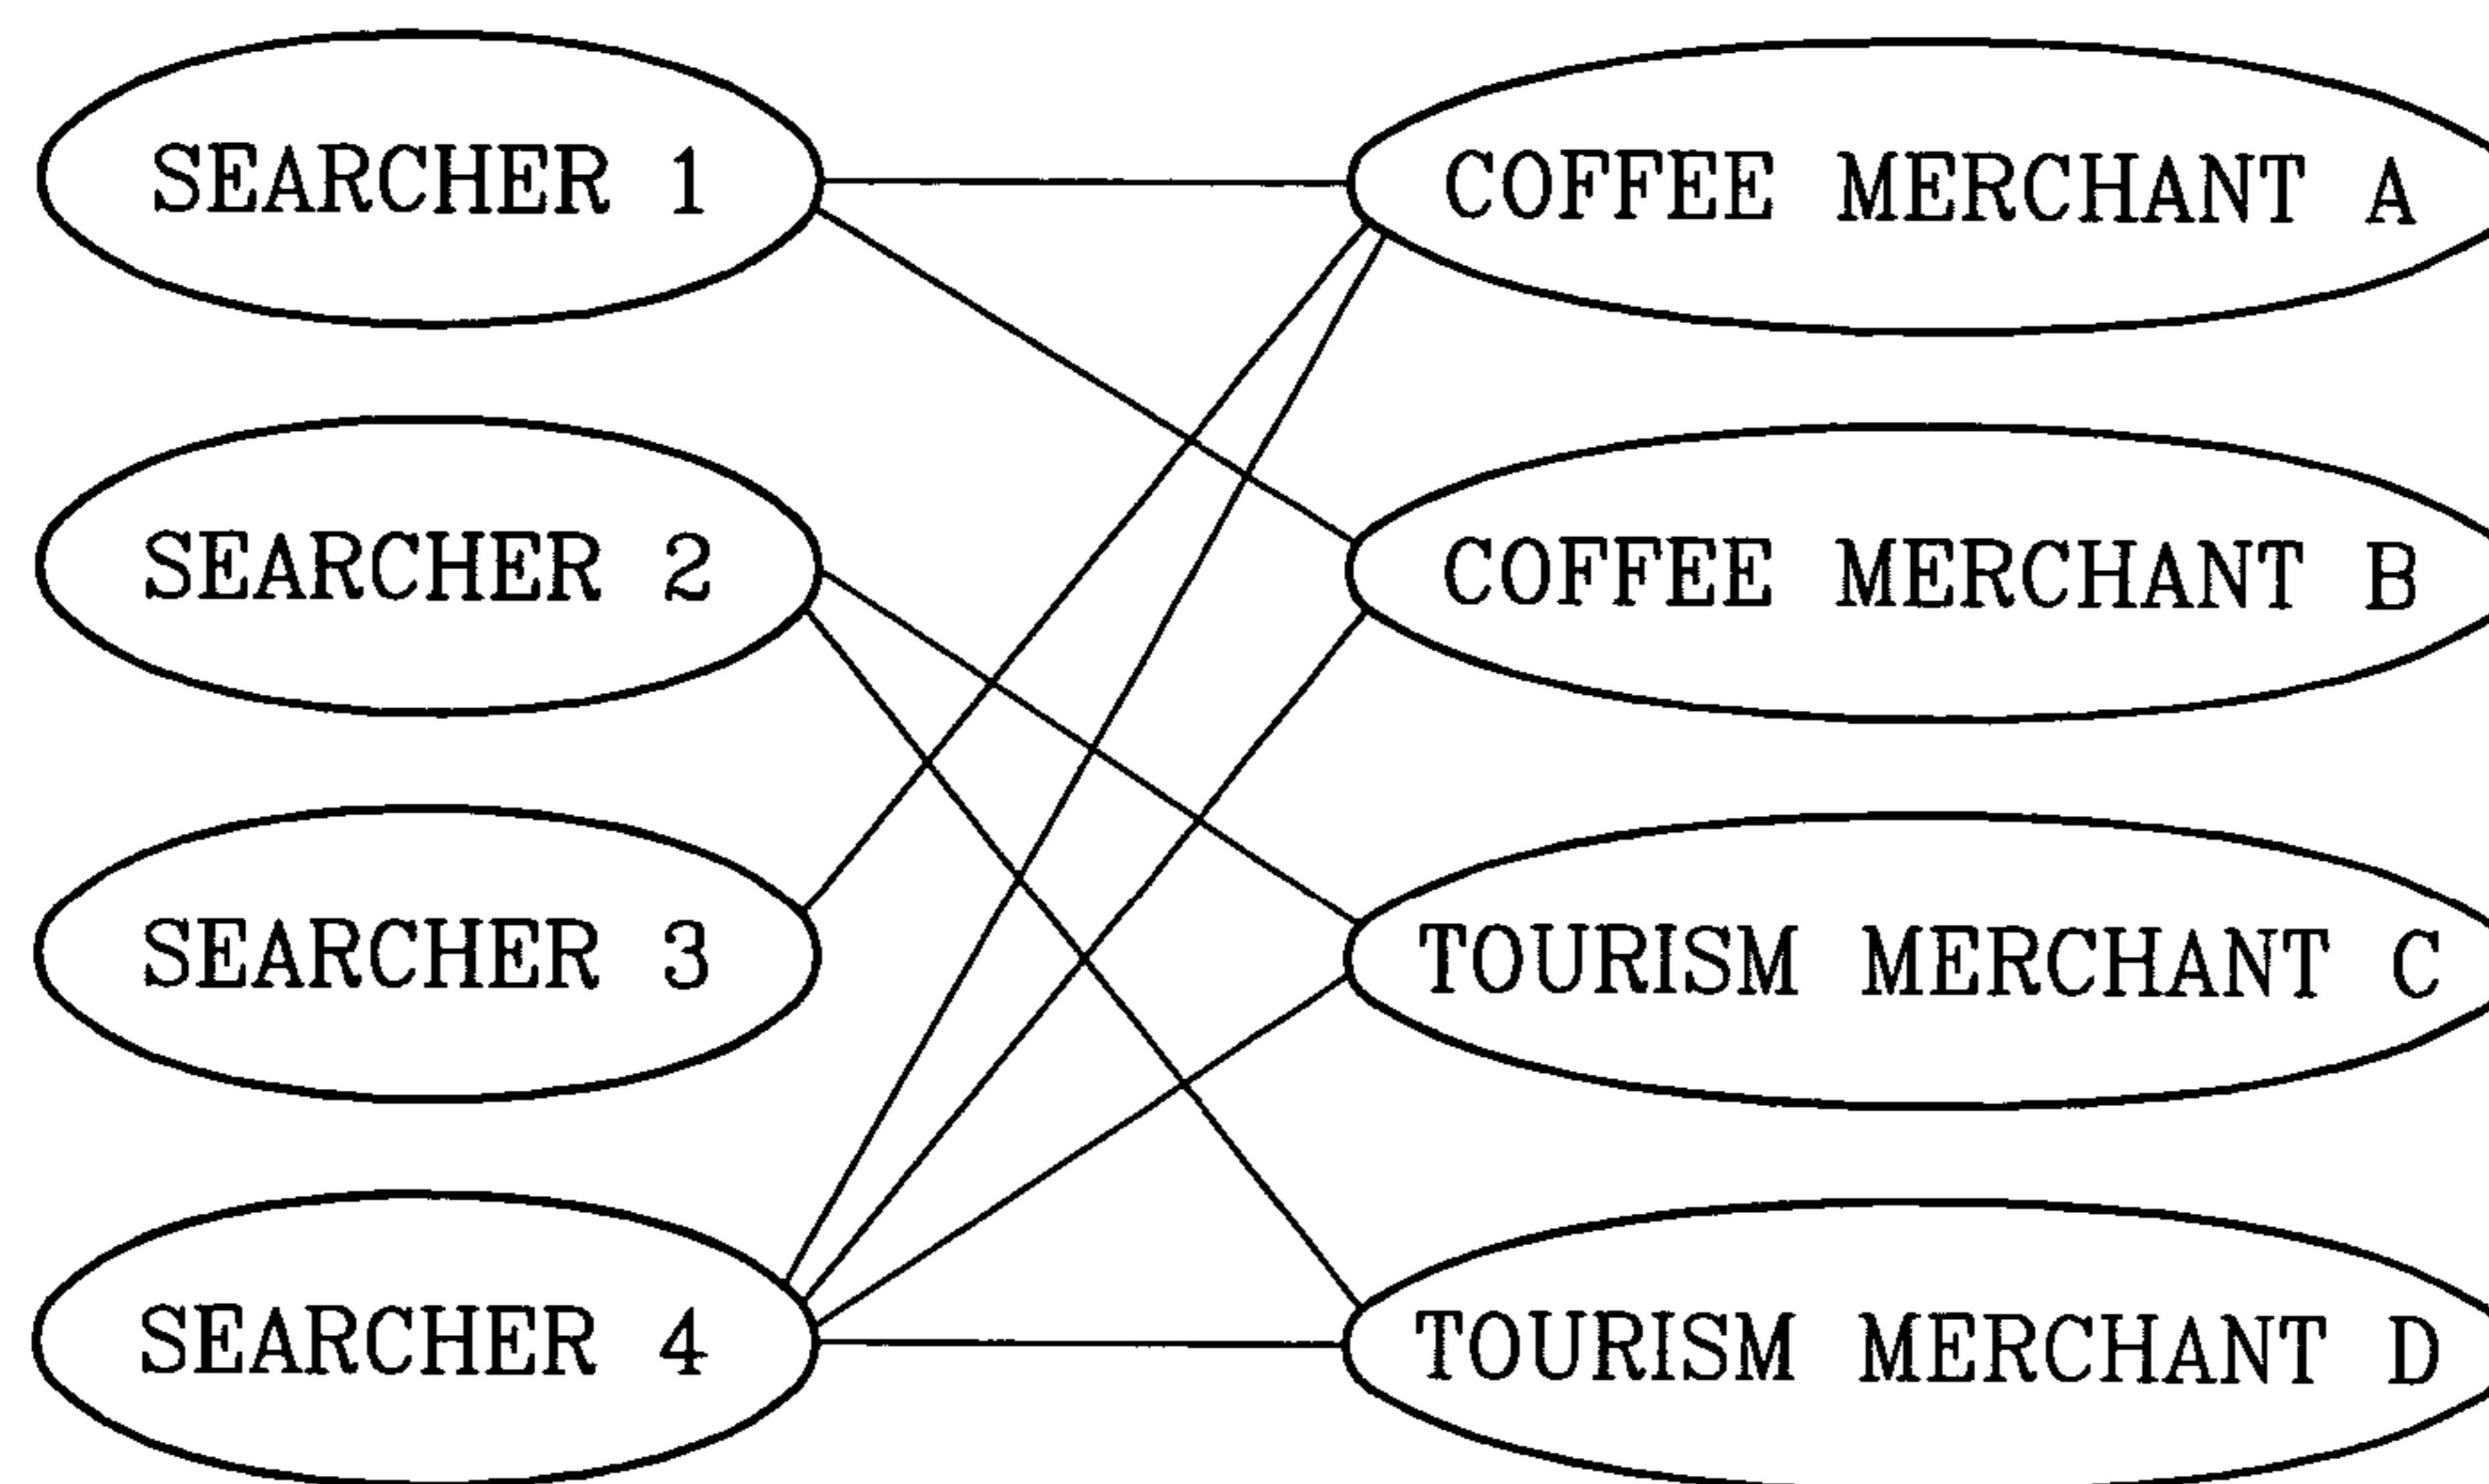 SEARCHER 1
COFFEE MERCHANT A
SEARCHER 2
COFFEE MERCHANT B
SEARCHER 3
TOURISM MERCHANT C
SEARCHER 4
TOURISM MERCHANT D